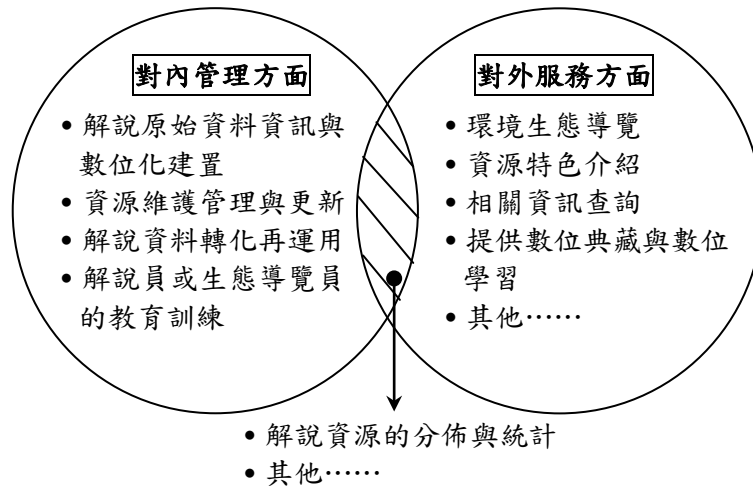 對內管理方面
• 解說原始資料資訊與
數位化建置
• 資源維護管理與更新
• 解說資料轉化再運用
• 解說員或生態導覽員
的教育訓練
對外服務方面
• 環境生態導覽
• 資源特色介紹
• 相關資訊查詢
• 提供數位典藏與數位
學習
• 其他……
• 解說資源的分佈與統計
• 其他……